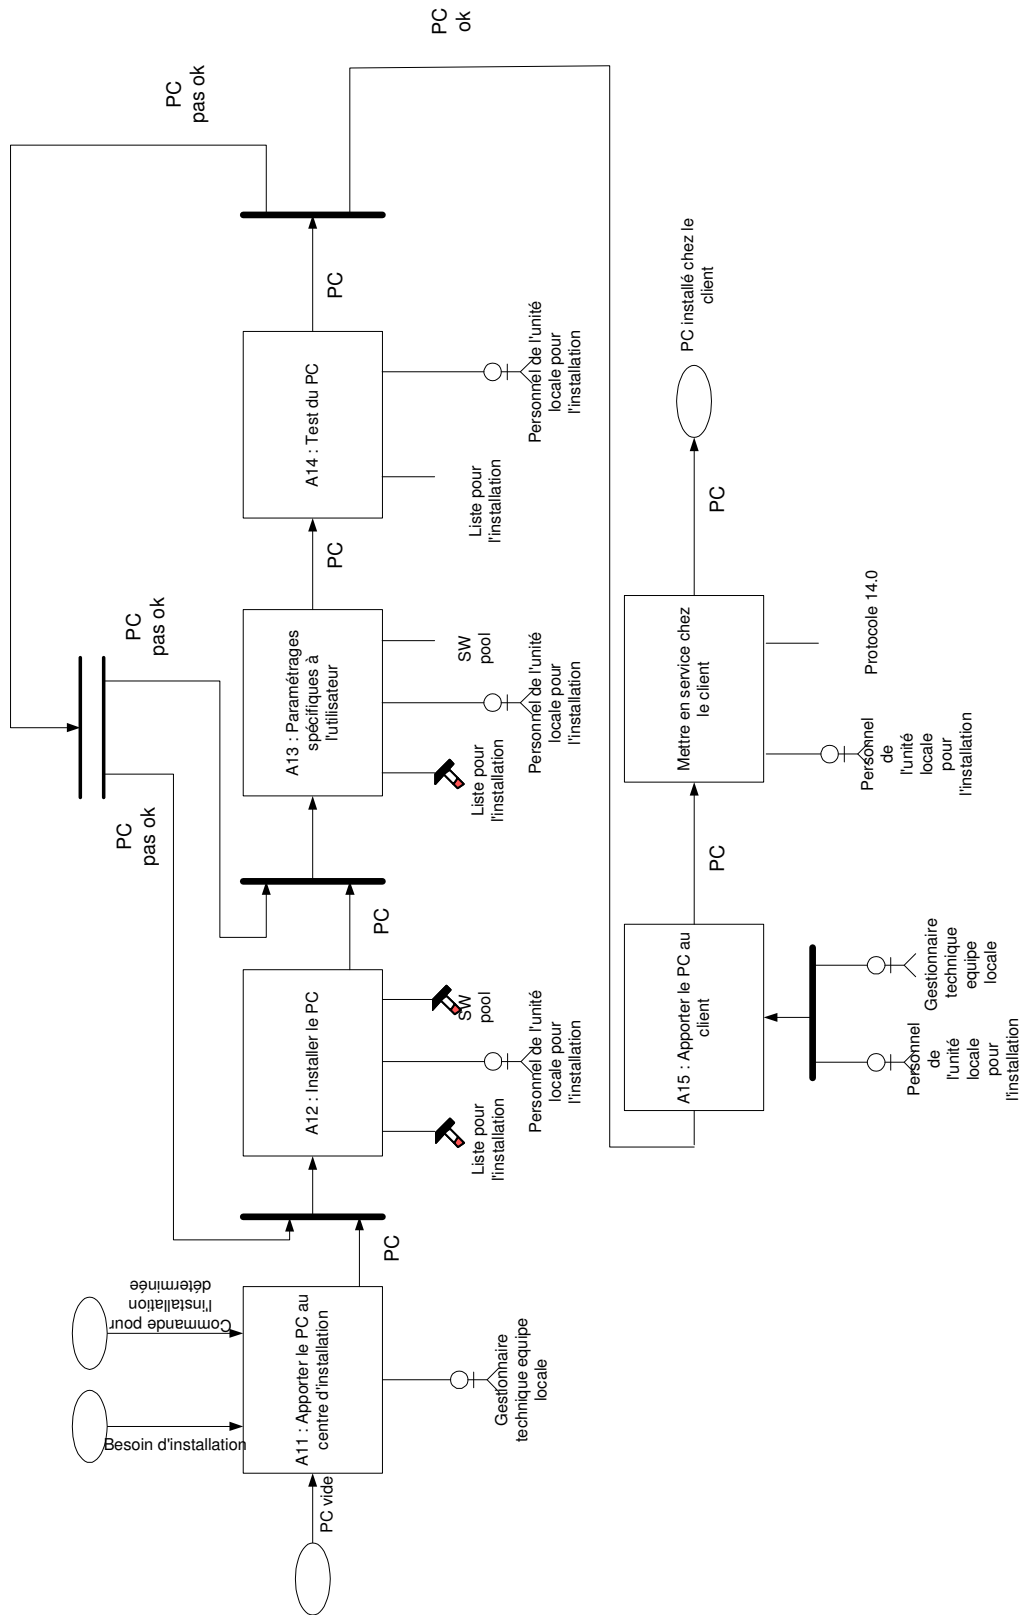 PC vide
Besoin d'installation
Commande pour
l'installation
déterminée
A11 : Apporter le PC au
centre d'installation
Gestionnaire
technique equipe
locale
PC
A12 : Installer le PC
Liste pour
l'installation
Personnel de l'unité
locale pour
l'installation
SW
pool
PC
PC
pas ok
PC
pas ok
A13 : Paramétrages
spécifiques à
l'utilisateur
Liste pour
l'installation
Personnel de l'unité
locale pour
l'installation
SW
pool
PC
A14 : Test du PC
Liste pour
l'installation
Personnel de l'unité
locale pour
l'installation
PC
PC
pas ok
PC
ok
A15 : Apporter le PC au
client
Personnel
de
l'unité
locale
pour
l'installation
Gestionnaire
technique
equipe
locale
PC
Mettre en service chez
le client
Personnel
de
l'unité
locale
pour
l'installation
Protocole 14.0
PC
PC installé chez le
client